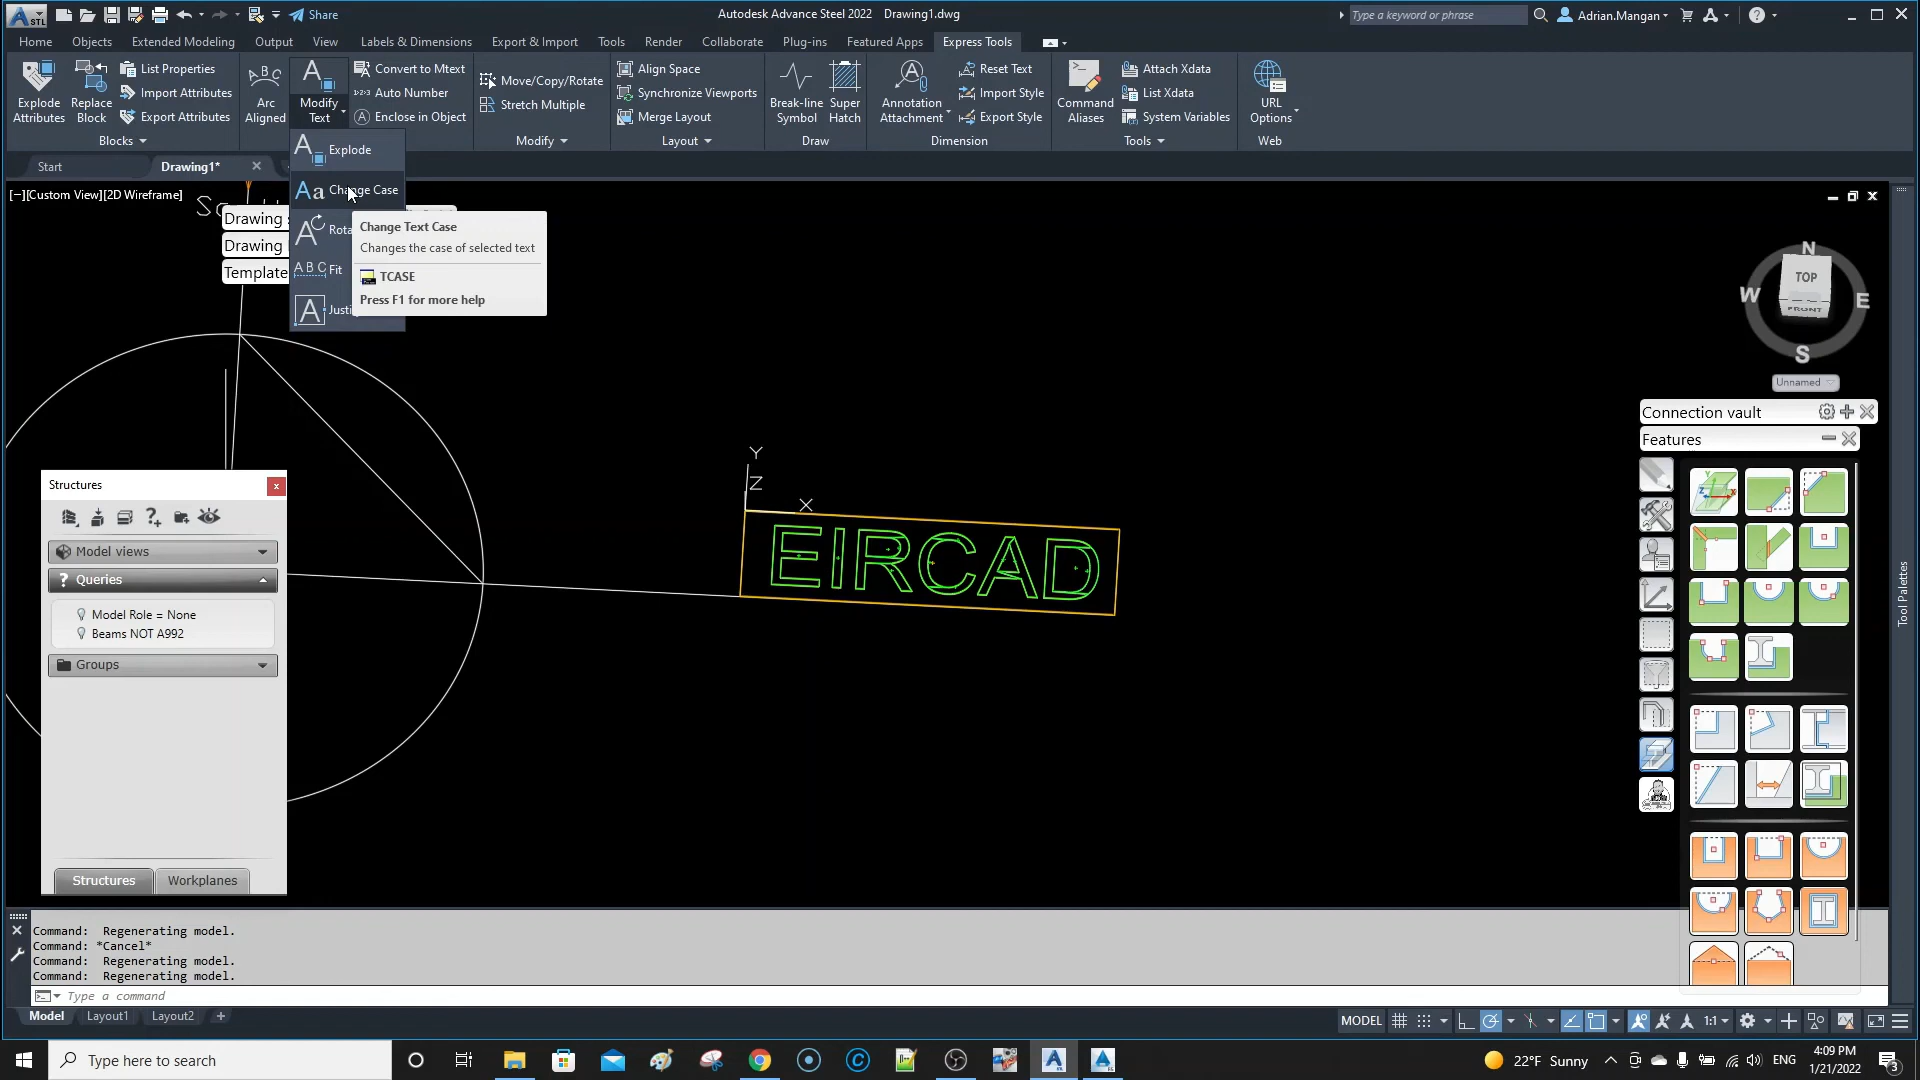 STL
Share
Autodesk Advance Steel 2022 Drawing1.dwg
Type a keyword or phrase
Adrian.Mangan
Home Objects Extended Modeling Output View Labels & Dimensions Export & Import Tools Render Collaborate Plug-ins Featured Apps Express Tools
Explode Attributes
Replace Block
List Properties
Import Attributes
Export Attributes
Blocks
Arc Aligned
Modify Text
Convert to Mtext
Auto Number
Enclose in Object
Move/Copy/Rotate
Stretch Multiple
Modify
Align Space
Synchronize Viewports
Merge Layout
Layout
Break-line Symbol
Super Hatch
Draw
Annotation Attachment
Reset Text
Import Style
Export Style
Dimension
Command Aliases
Attach Xdata
List Xdata
System Variables
Tools
URL Options
Web
Start
Drawing1*
Explode
Change Case
Rota
Fit
Justi
Change Text Case
Changes the case of selected text
TCASE
Press F1 for more help
[−][Custom View][2D Wireframe]
Drawing
Drawing
Template
N
W
TOP
E
FRONT
S
Unnamed
Connection vault
Features
Tool Palettes
Y
Z
X
EIRCAD
Structures
Model views
Queries
Model Role = None
Beams NOT A992
Groups
Structures Workplanes
Command: Regenerating model.
Command: *Cancel*
Command: Regenerating model.
Command: Regenerating model.
Type a command
Model Layout1 Layout2 +
MODEL
1:1
Type here to search
22°F Sunny
ENG
4:09 PM
1/21/2022
3